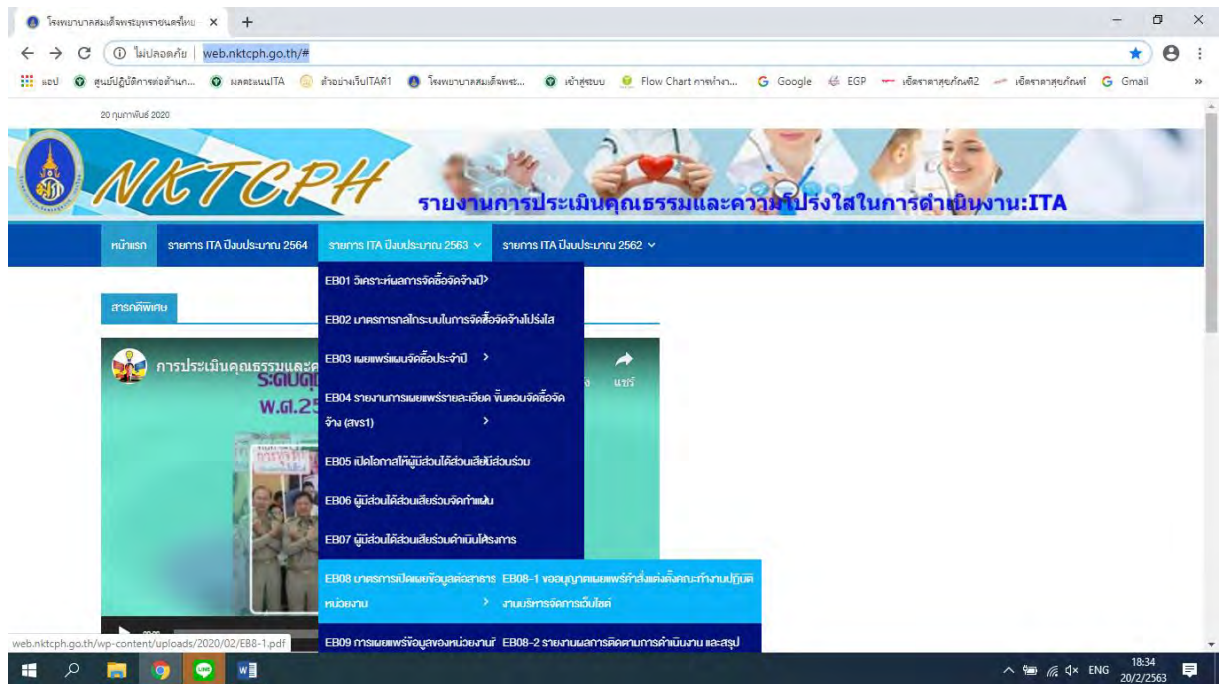 โรงพยาบาลสมเด็จพระยุพราชนครไทย
ไม่ปลอดภัย web.nktcph.go.th/#
แอป ศูนย์ปฏิบัติการต่อต้านท... ผลคะแนนITA ตัวอย่างเว็บITAที่1 โรงพยาบาลสมเด็จพระ... เข้าสู่ระบบ Flow Chart การทำงา... Google EGP เช็คราคาครุภัณฑ์2 เช็คราคาครุภัณฑ์ Gmail
20 กุมภาพันธ์ 2020
NKTCPH
รายงานการประเมินคุณธรรมและความโปร่งใสในการดำเนินงาน:ITA
หน้าแรก รายการ ITA ปีงบประมาณ 2564 รายการ ITA ปีงบประมาณ 2563 รายการ ITA ปีงบประมาณ 2562
สารคดีพิเศษ
EB01 วิเคราะห์ผลการจัดซื้อจัดจ้างปี
EB02 มาตรการกลไกระบบในการจัดซื้อจัดจ้างโปร่งใส
EB03 เผยแพร่แผนจัดซื้อประจำปี
EB04 รายงานการเผยแพร่รายละเอียด ขั้นตอนจัดซื้อจัด
จ้าง (สขร1)
EB05 เปิดโอกาสให้ผู้มีส่วนได้ส่วนเสียมีส่วนร่วม
EB06 ผู้มีส่วนได้ส่วนเสียร่วมจัดทำแผน
EB07 ผู้มีส่วนได้ส่วนเสียร่วมดำเนินโครงการ
EB08 มาตรการเปิดเผยข้อมูลต่อสาธาร
หน่วยงาน
EB08-1 ขออนุญาตเผยแพร่คำสั่งแต่งตั้งคณะทำงานปฏิบัติ
งานบริหารจัดการเว็บไซต์
EB09 การเผยแพร่ข้อมูลของหน่วยงาน
EB08-2 รายงานผลการติดตามการดำเนินงาน และสรุป
การประเมินคุณธรรมและค
ระดับคุ
พ.ศ.25
แชร์
web.nktcph.go.th/wp-content/uploads/2020/02/EB8-1.pdf
ENG 18:34
20/2/2563